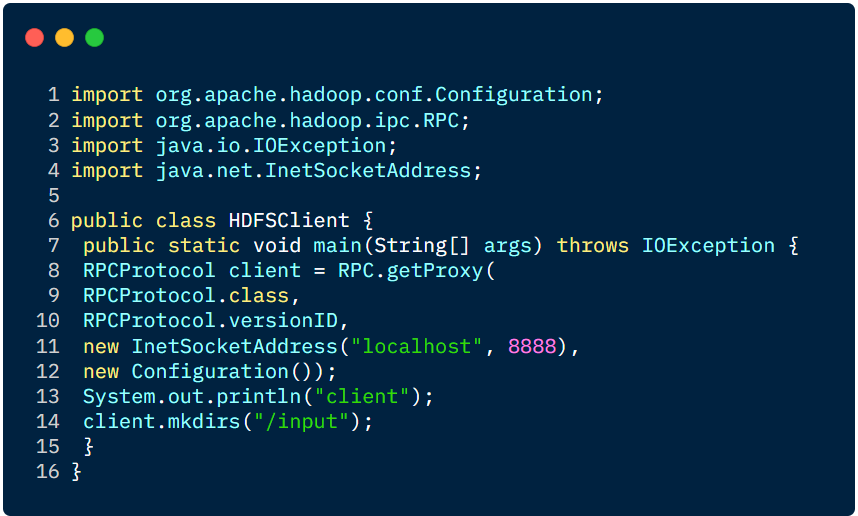 1 import org.apache.hadoop.conf.Configuration;
2 import org.apache.hadoop.ipc.RPC;
3 import java.io.IOException;
4 import java.net.InetSocketAddress;
5
6 public class HDFSClient {
7 public static void main(String[] args) throws IOException {
8 RPCProtocol client = RPC.getProxy(
9 RPCProtocol.class,
10 RPCProtocol.versionID,
11 new InetSocketAddress("localhost", 8888),
12 new Configuration());
13 System.out.println("client");
14 client.mkdirs("/input");
15 }
16 }